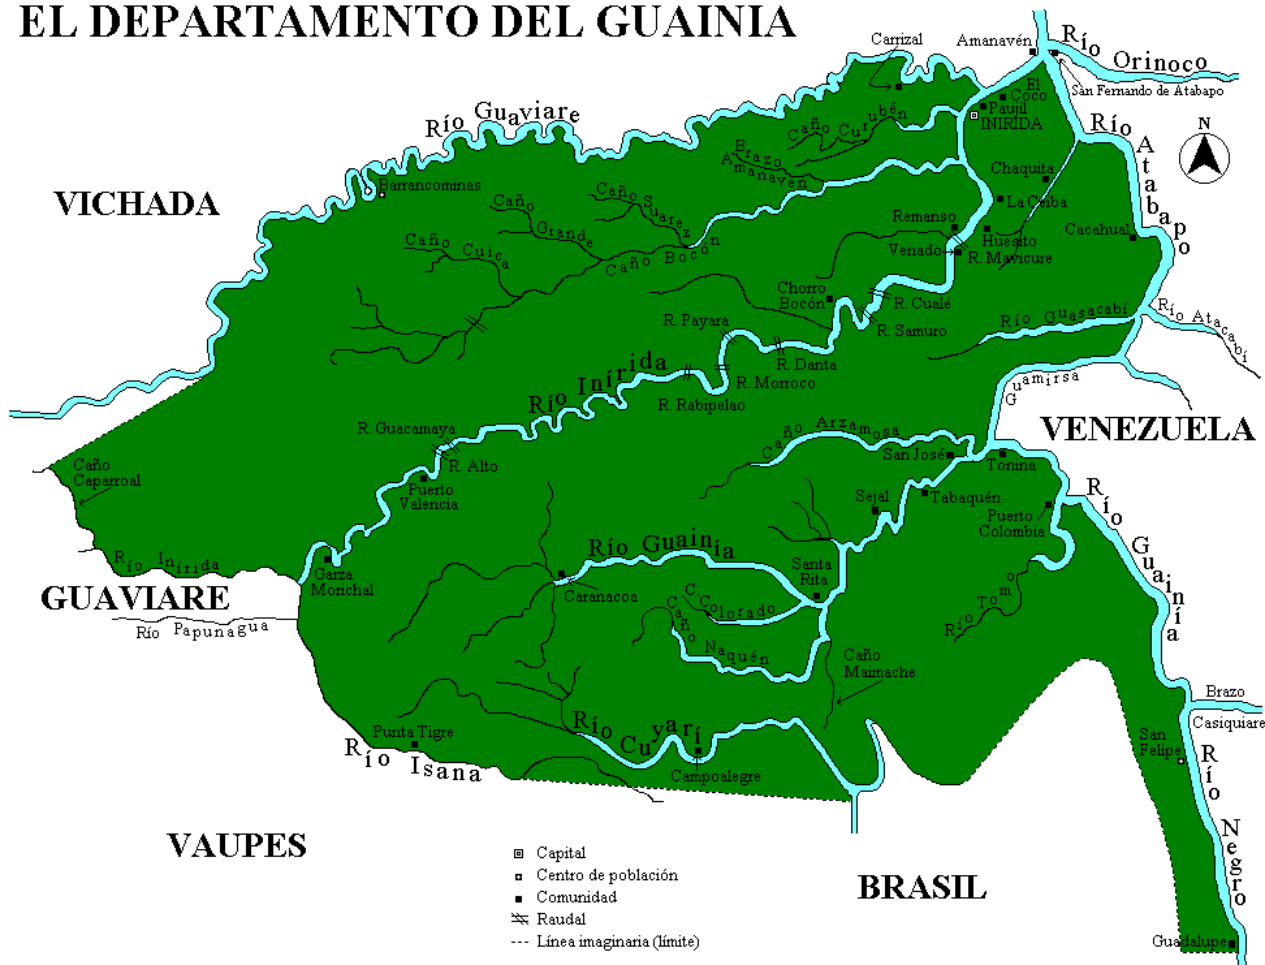 EL DEPARTAMENTO DEL GUAINIA
Carrizal
Amanavén
Río Orinoco
San Fernando de Atabapo
El
Coco
Paujil
INIRIDA
Río Guaviare
Caño Curubén
Río Atabapo
N
Brazo
Amanaven
Chaquita
VICHADA
Barrancominas
Caño Suarez
Caño
Grande
La Ceiba
Remanso
Huesito
Cacahual
Caño Cuica
Caño Bocón
Venado
R. Mavicure
Chorro
Bocón
R. Cualé
R. Samuro
Río Guasacabí
Río Atacabí
R. Payara
R. Danta
R. Morroco
R. Rabipelao
Río Inírida
Guamirsa
VENEZUELA
R. Guacamaya
R. Alto
Caño Arzamosa
San José
Tonina
Caño
Caparroal
Puerto
Valencia
Tabaquén
Sejal
Puerto
Colombia
Río Guainía
Río Inírida
Garza
Morichal
Río Guainía
Santa
Rita
GUAVIARE
Caranacoa
C. Colorado
Río Tomo
Río Papunagua
Caño Naquén
Caño
Maimache
Brazo
Casiquiare
Punta Tigre
Río Isana
Río Cuyarí
Campoalegre
San
Felipe
Río Negro
VAUPES
BRASIL
Guadalupe
Capital
Centro de población
Comunidad
Raudal
Línea imaginaria (límite)